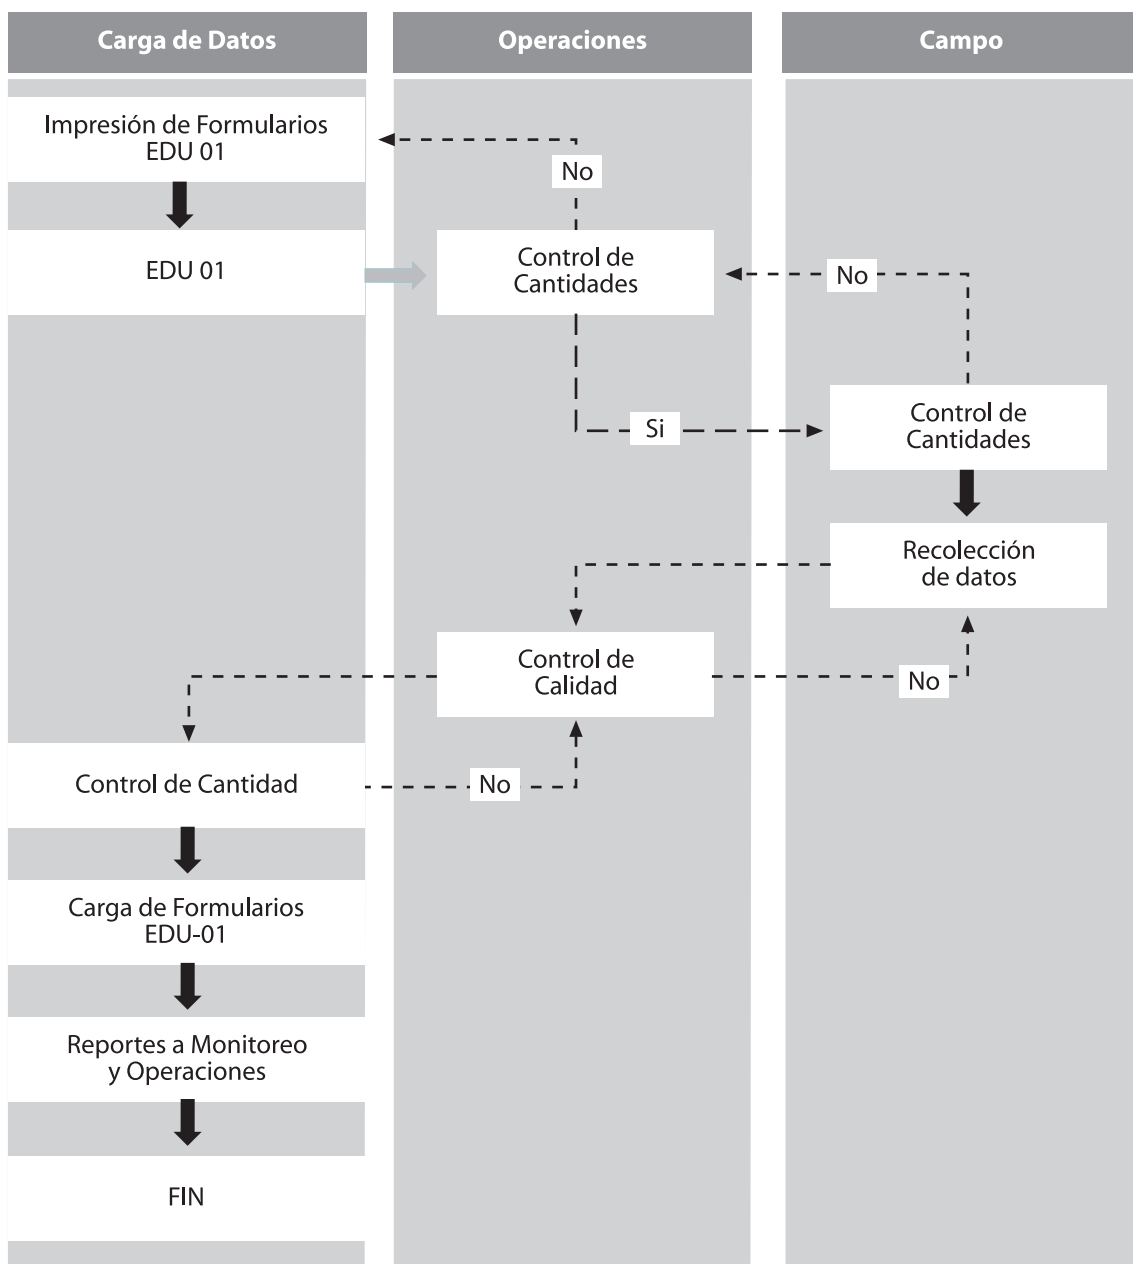 Carga de Datos
Operaciones
Campo
Impresión de Formularios
EDU 01
No
EDU 01
Control de
Cantidades
No
Control de
Cantidades
Si
Recolección
de datos
Control de
Calidad
No
Control de Cantidad
No
Carga de Formularios
EDU-01
Reportes a Monitoreo
y Operaciones
FIN